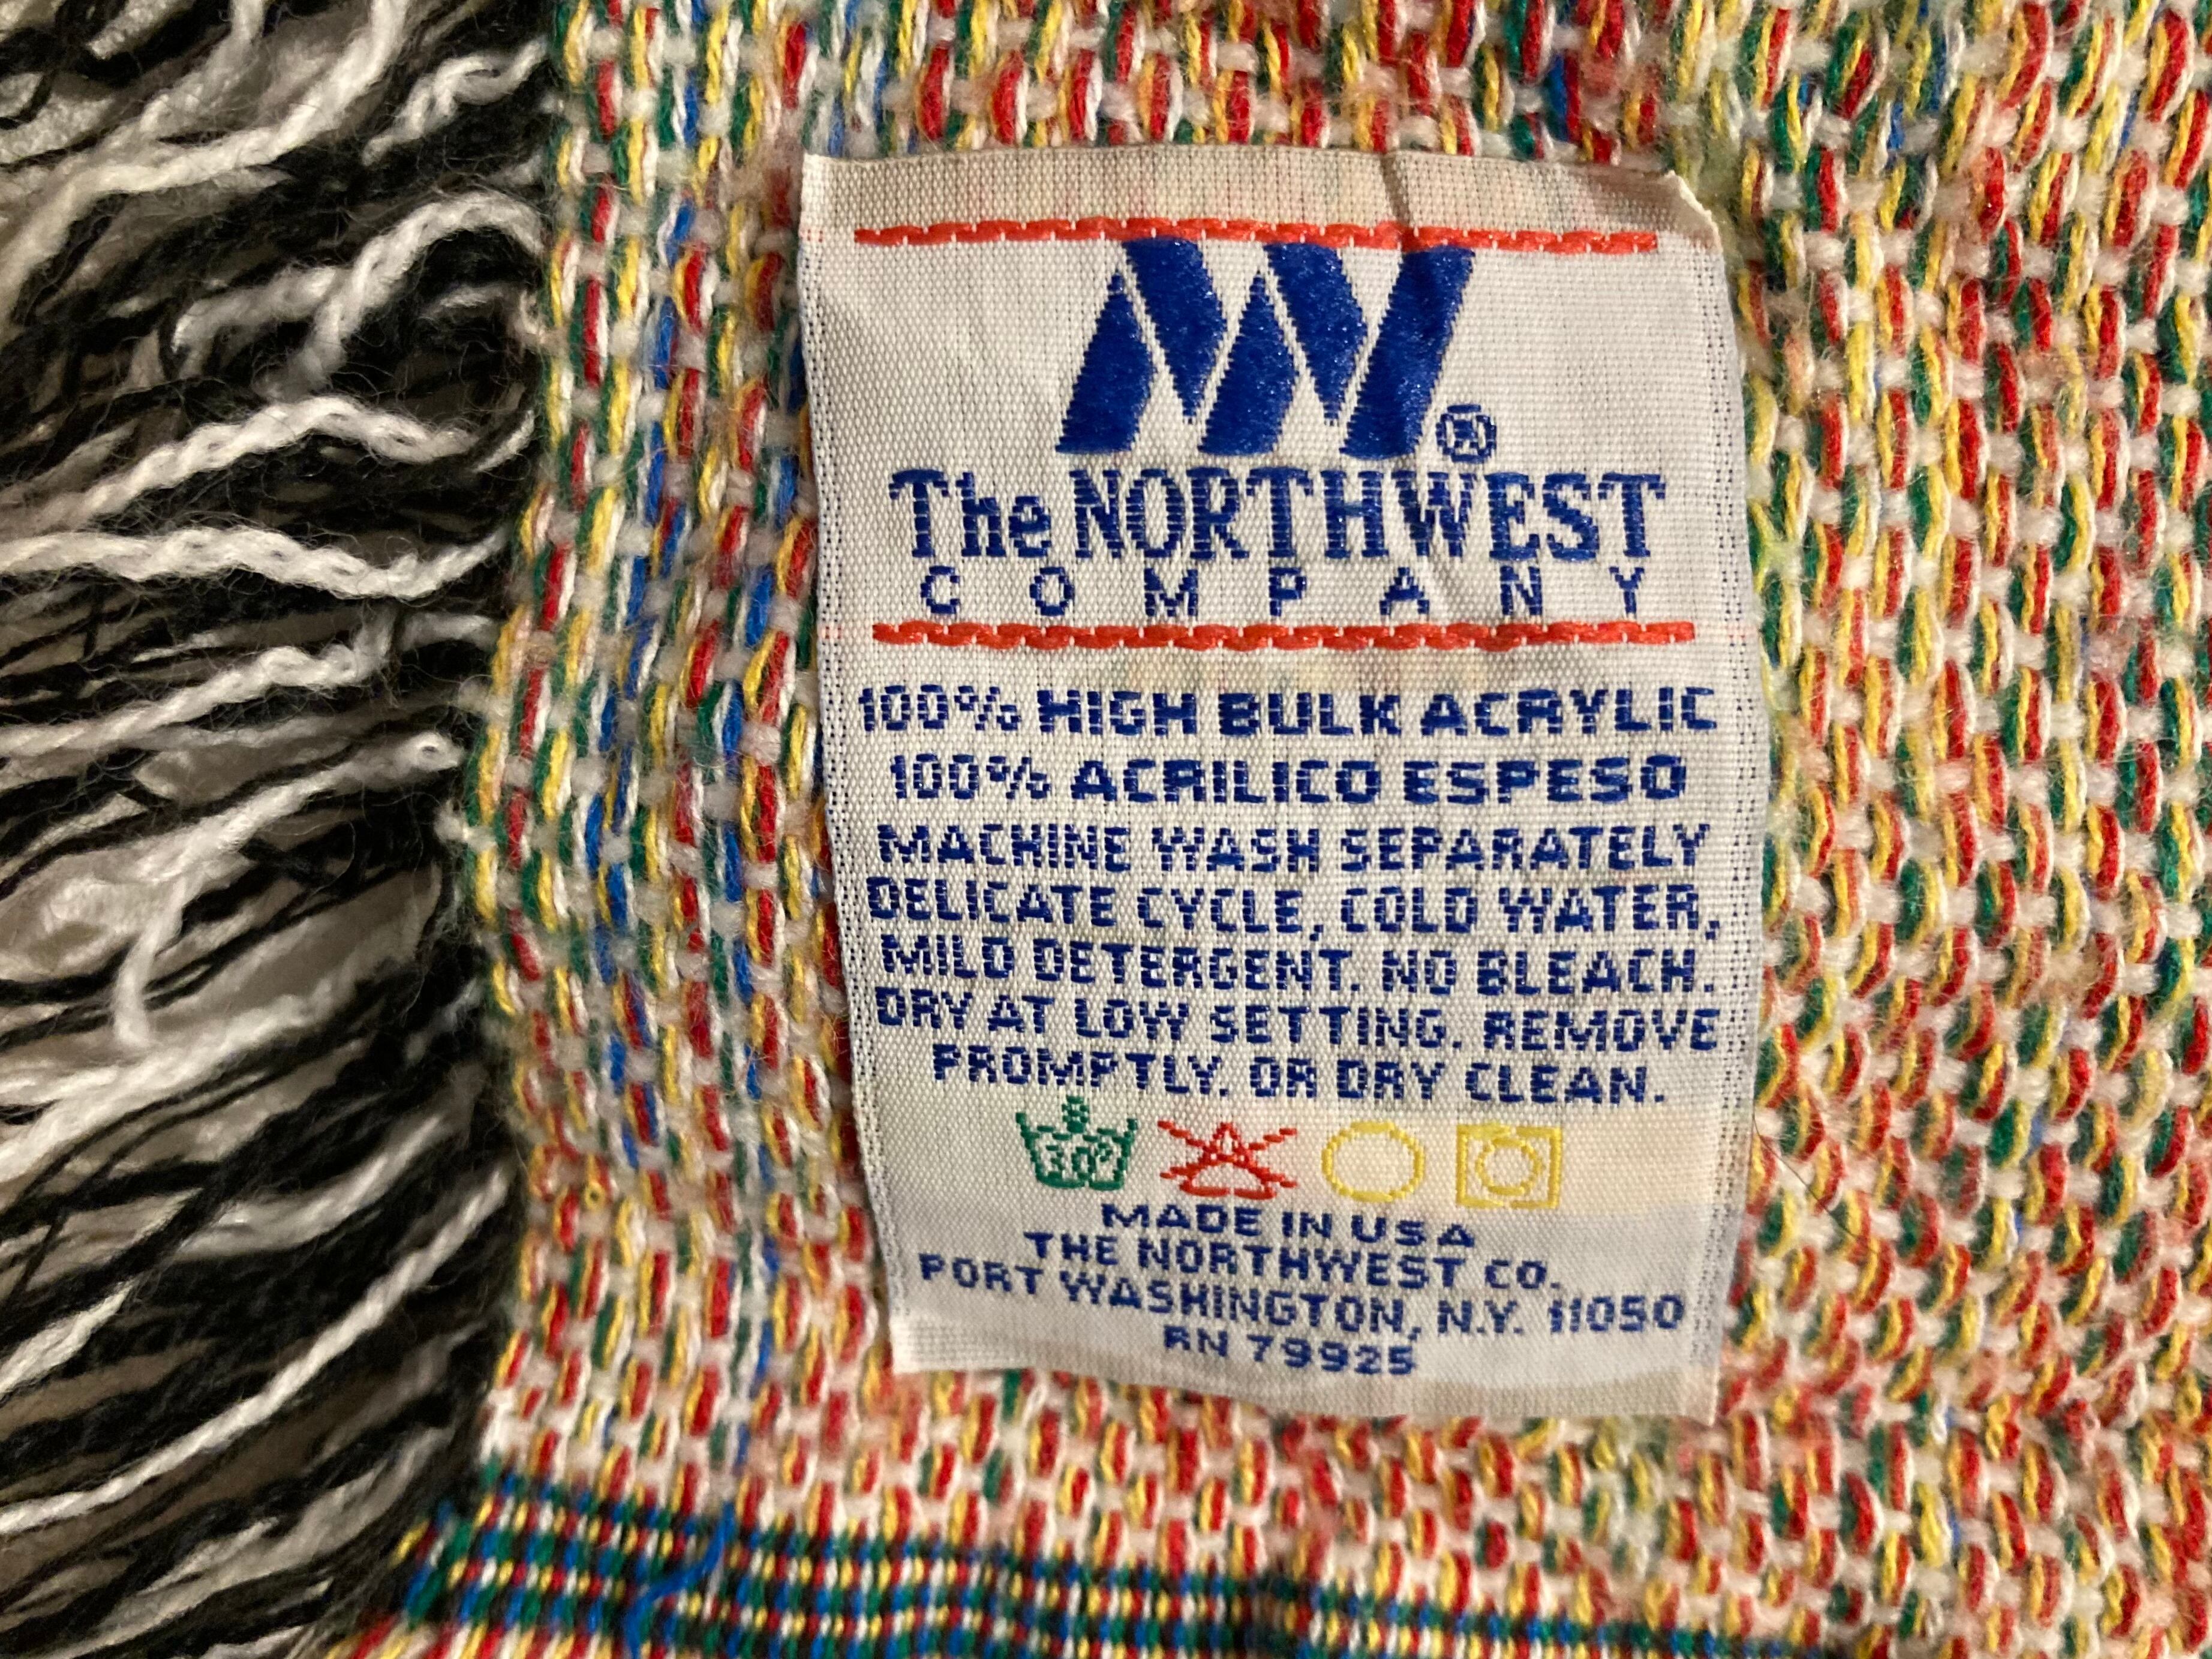 The NORTHWEST
COMPANY
100% HIGH BULK ACRYLIC
100% ACRILICO ESPESO
MACHINE WASH SEPARATELY
DELICATE CYCLE, COLD WATER,
MILD DETERGENT. NO BLEACH.
DRY AT LOW SETTING. REMOVE
PROMPTLY. OR DRY CLEAN.
30°
MADE IN USA
THE NORTHWEST CO.
PORT WASHINGTON, N.Y. 11050
RN 79925